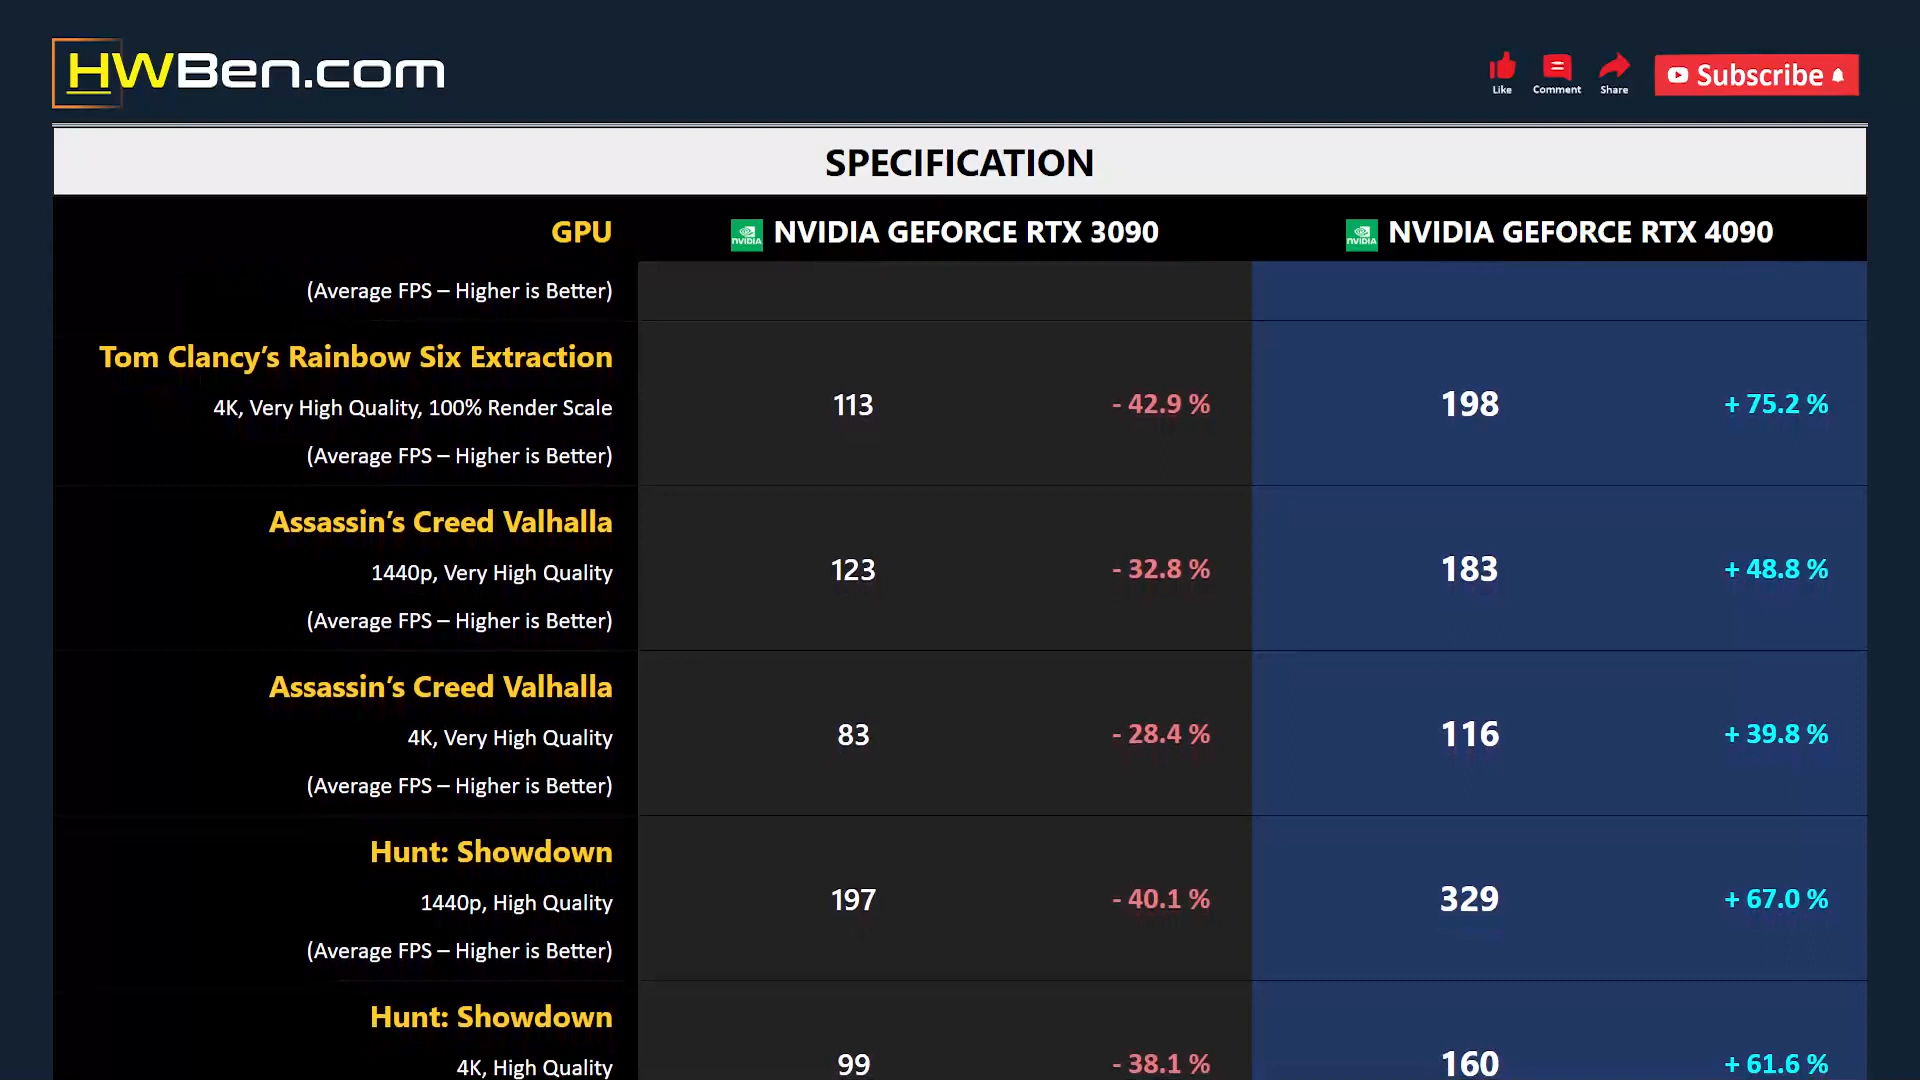 HWBen.com
Like
Comment
Share
Subscribe
SPECIFICATION
GPU
NVIDIA NVIDIA GEFORCE RTX 3090
NVIDIA NVIDIA GEFORCE RTX 4090
(Average FPS – Higher is Better)
Tom Clancy’s Rainbow Six Extraction
4K, Very High Quality, 100% Render Scale
(Average FPS – Higher is Better)
113
- 42.9 %
198
+ 75.2 %
Assassin’s Creed Valhalla
1440p, Very High Quality
(Average FPS – Higher is Better)
123
- 32.8 %
183
+ 48.8 %
Assassin’s Creed Valhalla
4K, Very High Quality
(Average FPS – Higher is Better)
83
- 28.4 %
116
+ 39.8 %
Hunt: Showdown
1440p, High Quality
(Average FPS – Higher is Better)
197
- 40.1 %
329
+ 67.0 %
Hunt: Showdown
4K, High Quality
99
- 38.1 %
160
+ 61.6 %